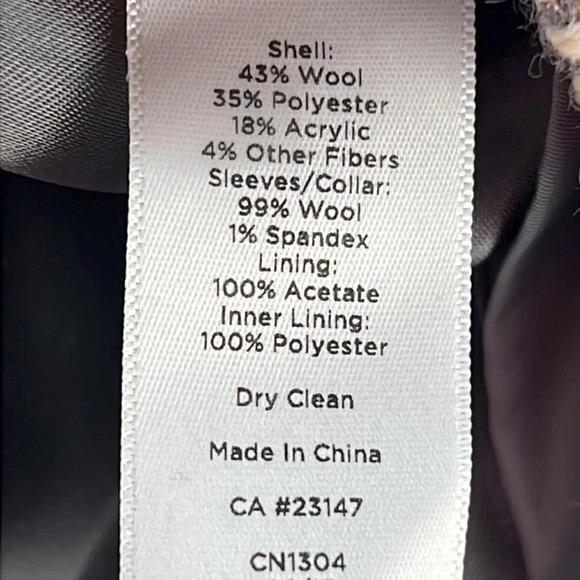 Shell:
43% Wool
35% Polyester
18% Acrylic
4% Other Fibers
Sleeves/Collar:
99% Wool
1% Spandex
Lining:
100% Acetate
Inner Lining:
100% Polyester
Dry Clean
Made In China
CA #23147
CN1304